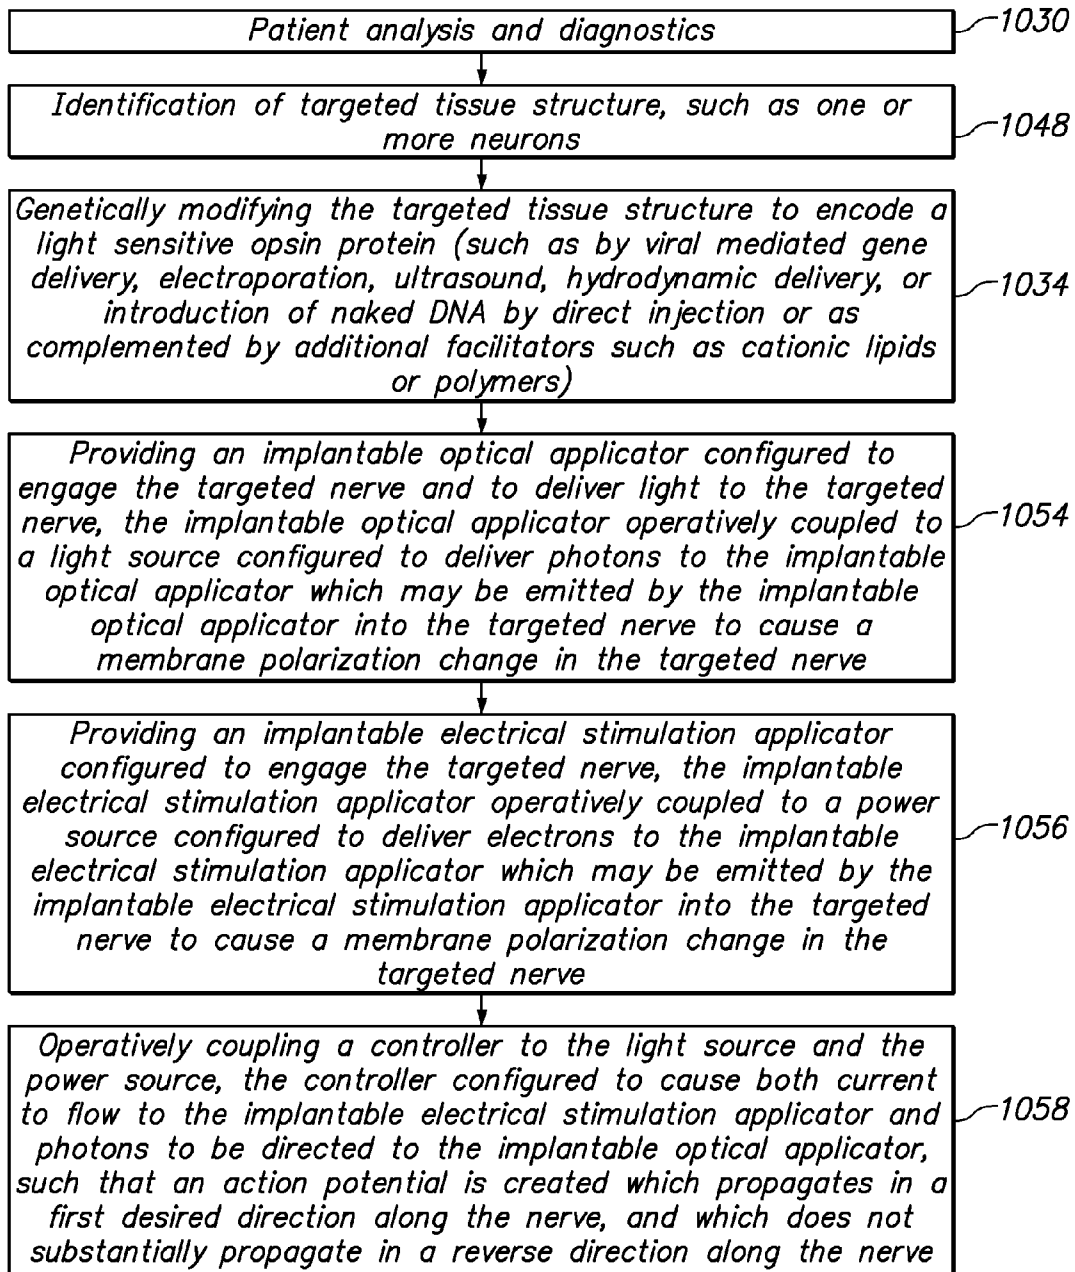 Patient analysis and diagnostics
1030
Identification of targeted tissue structure, such as one or
more neurons
1048
Genetically modifying the targeted tissue structure to encode a
light sensitive opsin protein (such as by viral mediated gene
delivery, electroporation, ultrasound, hydrodynamic delivery, or
introduction of naked DNA by direct injection or as
complemented by additional facilitators such as cationic lipids
or polymers)
1034
Providing an implantable optical applicator configured to
engage the targeted nerve and to deliver light to the targeted
nerve, the implantable optical applicator operatively coupled to
a light source configured to deliver photons to the implantable
optical applicator which may be emitted by the implantable
optical applicator into the targeted nerve to cause a
membrane polarization change in the targeted nerve
1054
Providing an implantable electrical stimulation applicator
configured to engage the targeted nerve, the implantable
electrical stimulation applicator operatively coupled to a power
source configured to deliver electrons to the implantable
electrical stimulation applicator which may be emitted by the
implantable electrical stimulation applicator into the targeted
nerve to cause a membrane polarization change in the
targeted nerve
1056
Operatively coupling a controller to the light source and the
power source, the controller configured to cause both current
to flow to the implantable electrical stimulation applicator and
photons to be directed to the implantable optical applicator,
such that an action potential is created which propagates in a
first desired direction along the nerve, and which does not
substantially propagate in a reverse direction along the nerve
1058